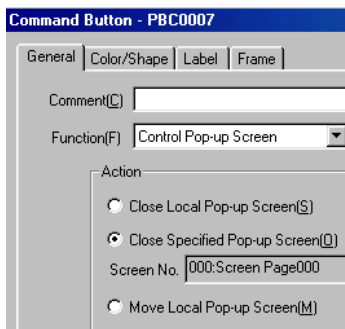 Command Button - PBC0007
General Color/Shape Label Frame
Comment(C)
Function(F) Control Pop-up Screen
Action
Close Local Pop-up Screen(S)
Close Specified Pop-up Screen(O)
Screen No. 000:Screen Page000
Move Local Pop-up Screen(M)